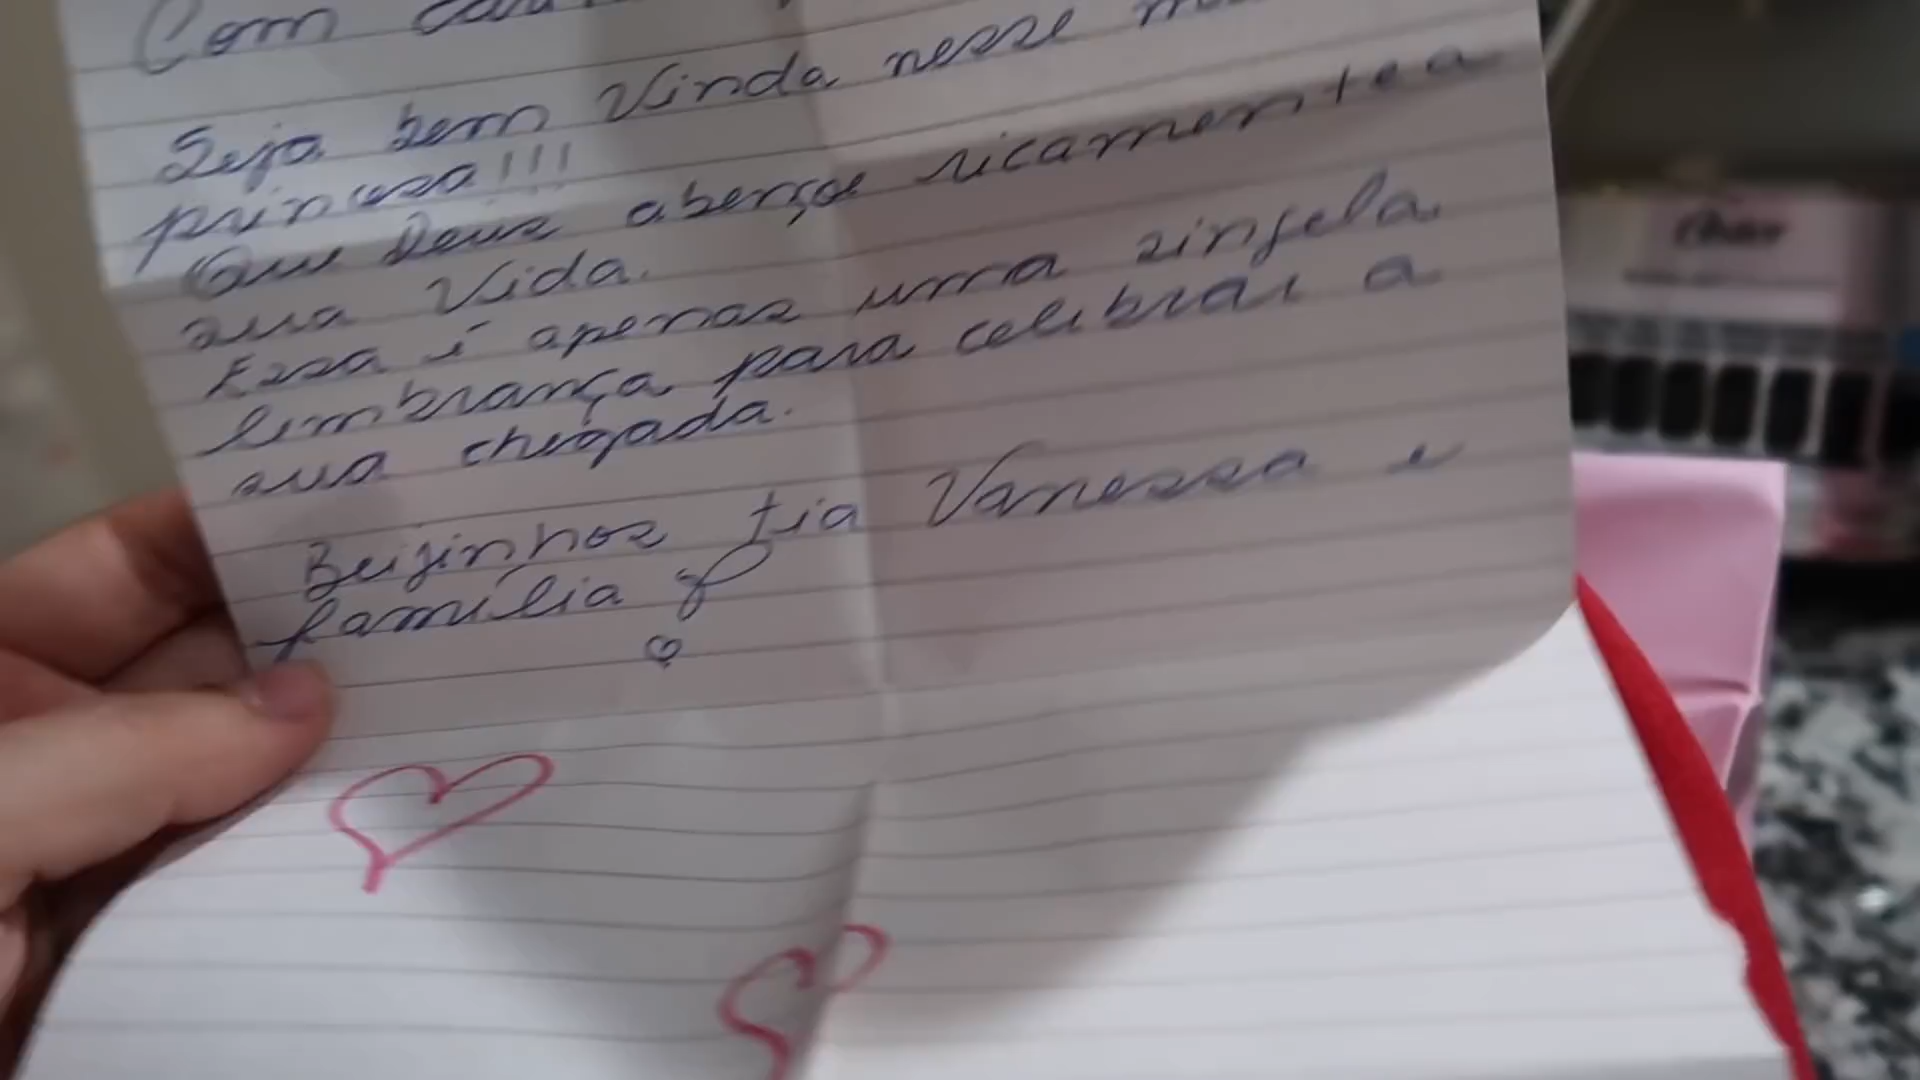 Com
Seja bem Vinda nesse
princesa!!!
Que Deus abençoe ricamente a
sua Vida.
Essa é apenas uma singela
lembrança para celebrar a
sua chegada.
Beijinhos tia Vanessa e
família